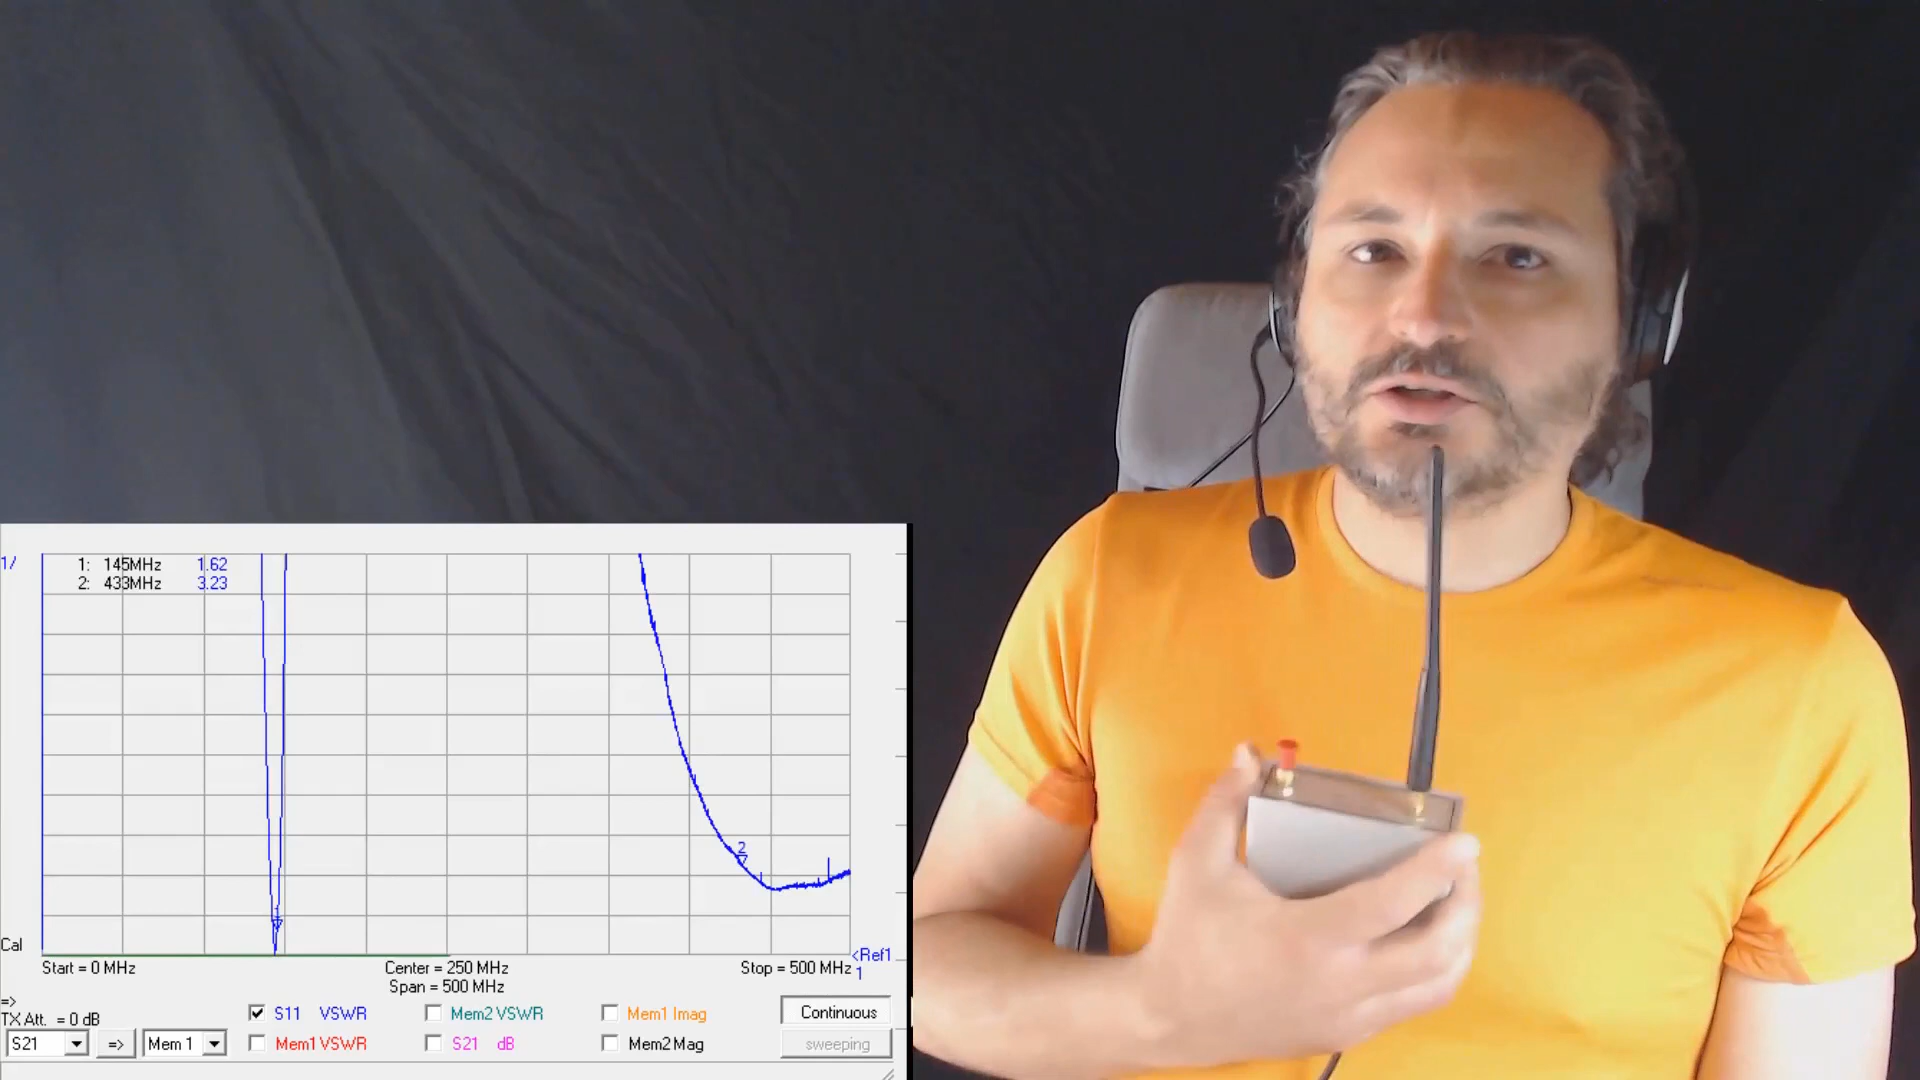 1/
1: 145MHz 1.62
2: 433MHz 3.23
2
Cal
<Ref1
Start = 0 MHz Center = 250 MHz Stop = 500 MHz 1
Span = 500 MHz
=>
TX Att. = 0 dB
S11 VSWR Mem2 VSWR Mem1 Imag Continuous
S21 => Mem 1 Mem1 VSWR S21 dB Mem2 Mag sweeping